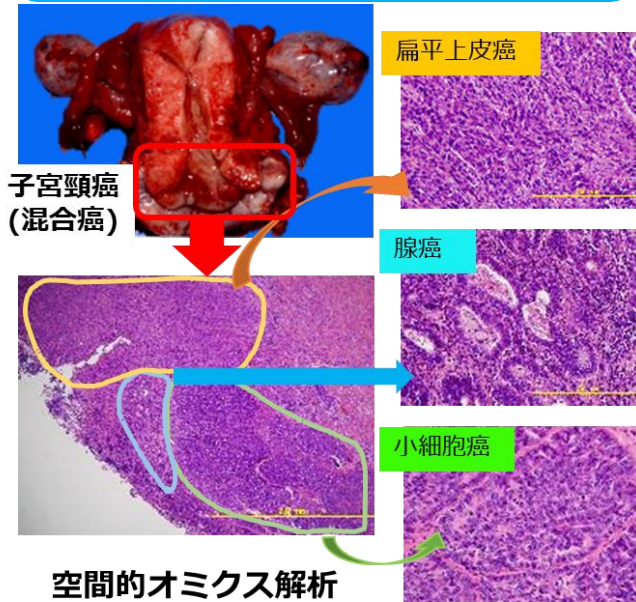 扁平上皮癌
子宮頸癌
(混合癌)
腺癌
小細胞癌
空間的オミクス解析